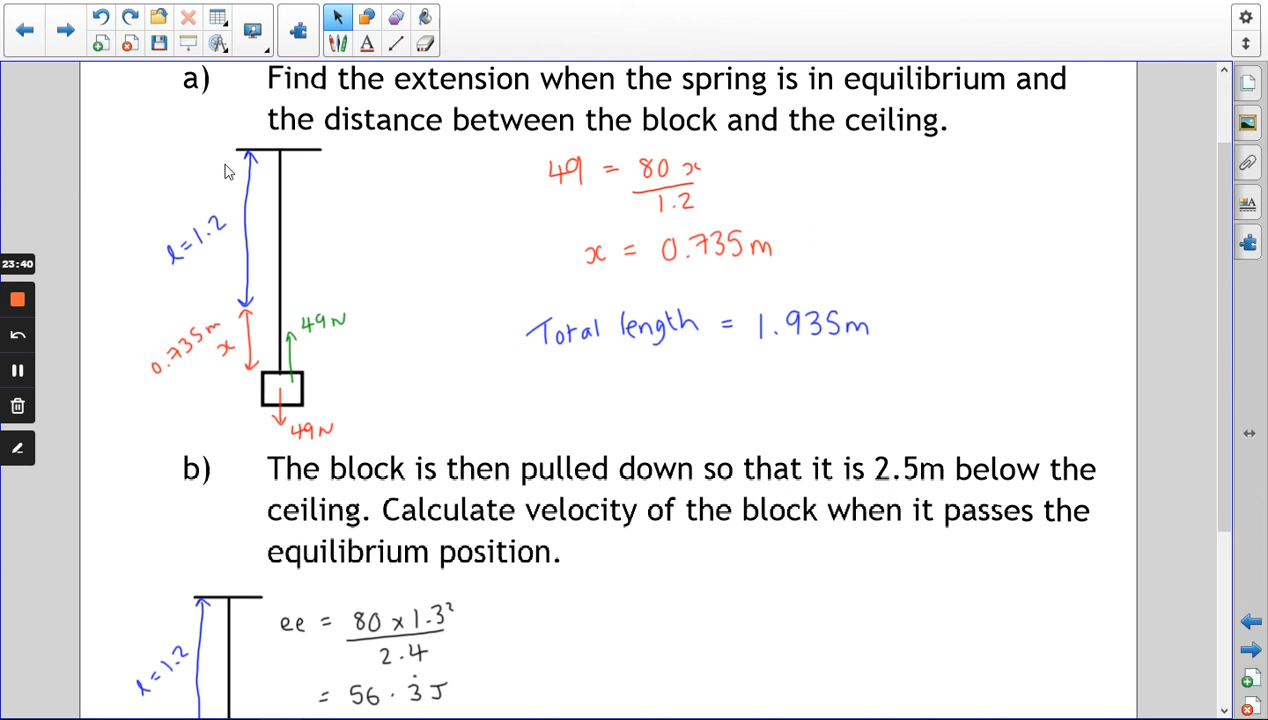 a) Find the extension when the spring is in equilibrium and
the distance between the block and the ceiling.
49 = 80x
1.2
x = 0.735m
l = 1.2
23:40
49N
Total length = 1.935m
0.735m
x
49N
b) The block is then pulled down so that it is 2.5m below the
ceiling. Calculate velocity of the block when it passes the
equilibrium position.
ee = 80 x 1.3²
2.4
l = 1.2
= 56.3̇ J